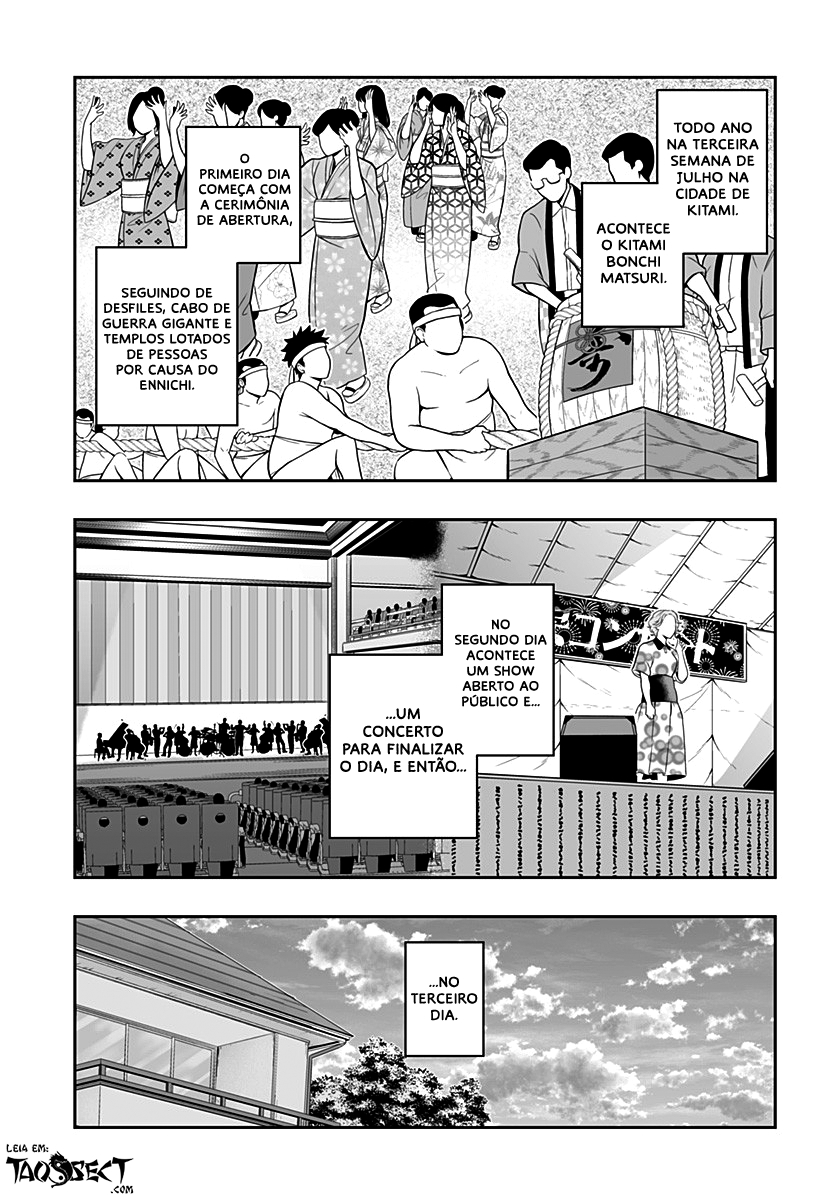 TODO ANO
NA TERCEIRA
SEMANA DE
JULHO NA
CIDADE DE
KITAMI.
ACONTECE
O KITAMI
BONCHI
MATSURI.
O
PRIMEIRO DIA
COMEÇA COM
A CERIMÔNIA
DE ABERTURA,
SEGUINDO DE
DESFILES, CABO DE
GUERRA GIGANTE E
TEMPLOS LOTADOS
DE PESSOAS
POR CAUSA DO
ENNICHI.
NO
SEGUNDO DIA
ACONTECE
UM SHOW
ABERTO AO
PÚBLICO E...
...UM
CONCERTO
PARA FINALIZAR
O DIA, E ENTÃO...
...NO
TERCEIRO
DIA.
LEIA EM:
TAOSECT
.COM